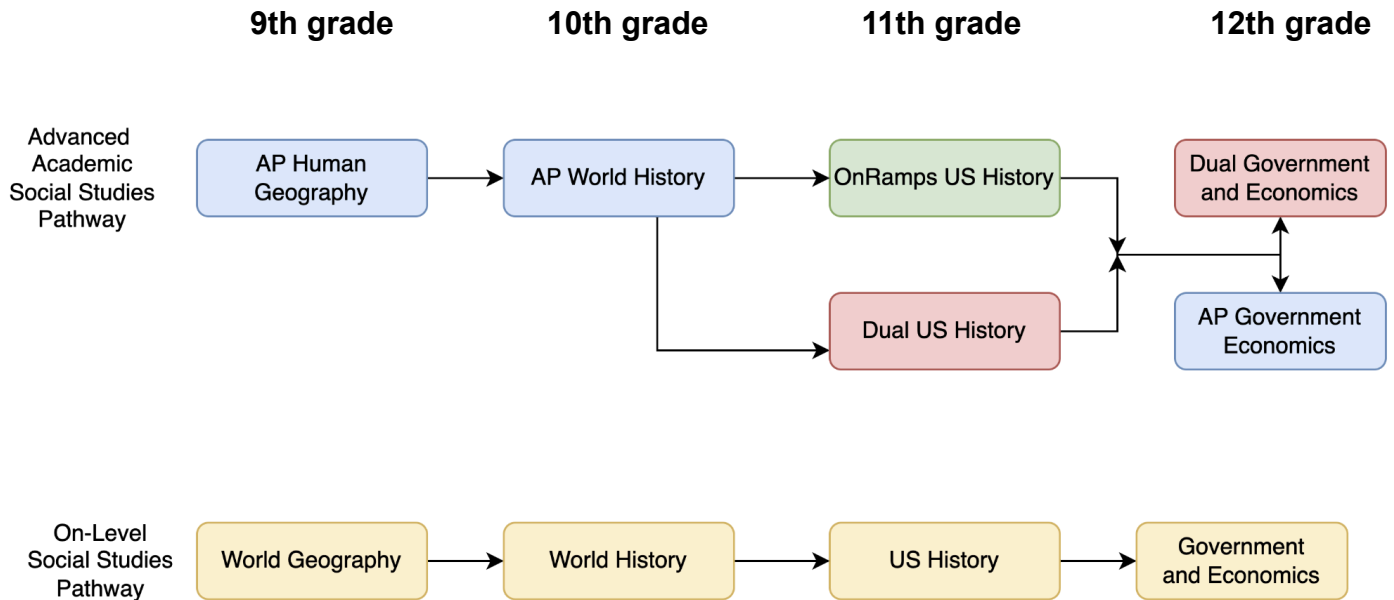 9th grade 10th grade 11th grade 12th grade
Advanced
Academic
Social Studies
Pathway
AP Human
Geography
AP World History
OnRamps US History
Dual Government
and Economics
Dual US History
AP Government
Economics
On-Level
Social Studies
Pathway
World Geography
World History
US History
Government
and Economics